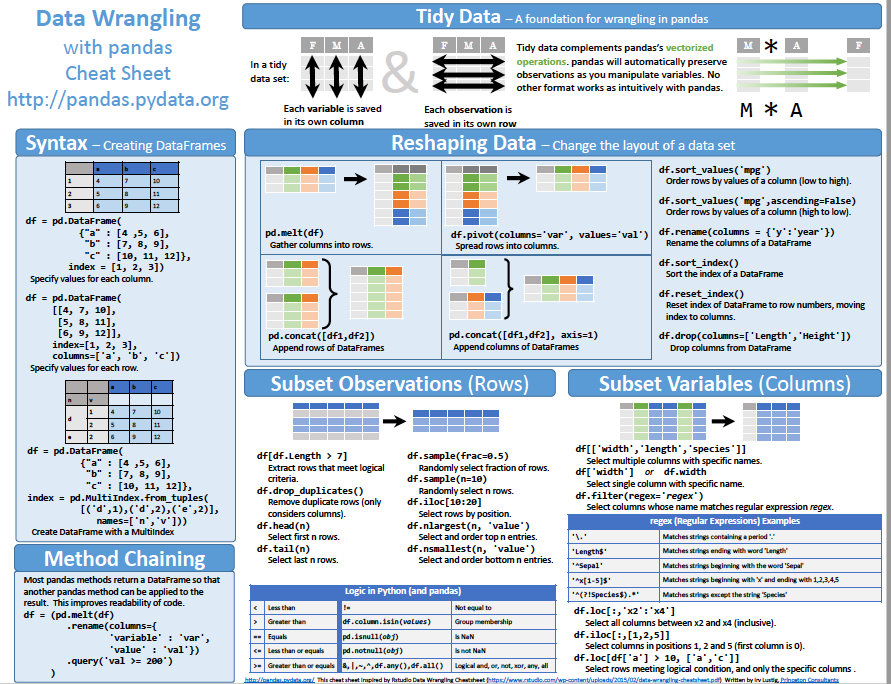 Data Wrangling
with pandas
Cheat Sheet
http://pandas.pydata.org
Tidy Data – A foundation for wrangling in pandas
In a tidy
data set:
F M A
Each variable is saved
in its own column
&
F M A
Each observation is
saved in its own row
Tidy data complements pandas's vectorized
operations. pandas will automatically preserve
observations as you manipulate variables. No
other format works as intuitively with pandas.
M * A F
M * A
Syntax – Creating DataFrames
a b c
1 4 7 10
2 5 8 11
3 6 9 12
df = pd.DataFrame(
{"a" : [4 ,5, 6],
"b" : [7, 8, 9],
"c" : [10, 11, 12]},
index = [1, 2, 3])
Specify values for each column.
df = pd.DataFrame(
[[4, 7, 10],
[5, 8, 11],
[6, 9, 12]],
index=[1, 2, 3],
columns=['a', 'b', 'c'])
Specify values for each row.
a b c
n v
d 1 4 7 10
2 5 8 11
e 2 6 9 12
df = pd.DataFrame(
{"a" : [4 ,5, 6],
"b" : [7, 8, 9],
"c" : [10, 11, 12]},
index = pd.MultiIndex.from_tuples(
[('d',1),('d',2),('e',2)],
names=['n','v']))
Create DataFrame with a MultiIndex
Method Chaining
Most pandas methods return a DataFrame so that
another pandas method can be applied to the
result. This improves readability of code.
df = (pd.melt(df)
.rename(columns={
'variable' : 'var',
'value' : 'val'})
.query('val >= 200')
)
Reshaping Data – Change the layout of a data set
pd.melt(df)
Gather columns into rows.
df.pivot(columns='var', values='val')
Spread rows into columns.
pd.concat([df1,df2])
Append rows of DataFrames
pd.concat([df1,df2], axis=1)
Append columns of DataFrames
df.sort_values('mpg')
Order rows by values of a column (low to high).
df.sort_values('mpg',ascending=False)
Order rows by values of a column (high to low).
df.rename(columns = {'y':'year'})
Rename the columns of a DataFrame
df.sort_index()
Sort the index of a DataFrame
df.reset_index()
Reset index of DataFrame to row numbers, moving
index to columns.
df.drop(columns=['Length','Height'])
Drop columns from DataFrame
Subset Observations (Rows)
df[df.Length > 7]
Extract rows that meet logical
criteria.
df.drop_duplicates()
Remove duplicate rows (only
considers columns).
df.head(n)
Select first n rows.
df.tail(n)
Select last n rows.
df.sample(frac=0.5)
Randomly select fraction of rows.
df.sample(n=10)
Randomly select n rows.
df.iloc[10:20]
Select rows by position.
df.nlargest(n, 'value')
Select and order top n entries.
df.nsmallest(n, 'value')
Select and order bottom n entries.
Logic in Python (and pandas)
< Less than != Not equal to
> Greater than df.column.isin(values) Group membership
== Equals pd.isnull(obj) Is NaN
<= Less than or equals pd.notnull(obj) Is not NaN
>= Greater than or equals &,|,~,^,df.any(),df.all() Logical and, or, not, xor, any, all
Subset Variables (Columns)
df[['width','length','species']]
Select multiple columns with specific names.
df['width'] or df.width
Select single column with specific name.
df.filter(regex='regex')
Select columns whose name matches regular expression regex.
regex (Regular Expressions) Examples
'\.' Matches strings containing a period '.'
'Length$' Matches strings ending with word 'Length'
'^Sepal' Matches strings beginning with the word 'Sepal'
'^x[1-5]$' Matches strings beginning with 'x' and ending with 1,2,3,4,5
'^(?!Species$).*' Matches strings except the string 'Species'
df.loc[:,'x2':'x4']
Select all columns between x2 and x4 (inclusive).
df.iloc[:,[1,2,5]]
Select columns in positions 1, 2 and 5 (first column is 0).
df.loc[df['a'] > 10, ['a','c']]
Select rows meeting logical condition, and only the specific columns .
http://pandas.pydata.org/ This cheat sheet inspired by Rstudio Data Wrangling Cheatsheet (https://www.rstudio.com/wp-content/uploads/2015/02/data-wrangling-cheatsheet.pdf) Written by Irv Lustig, Princeton Consultants